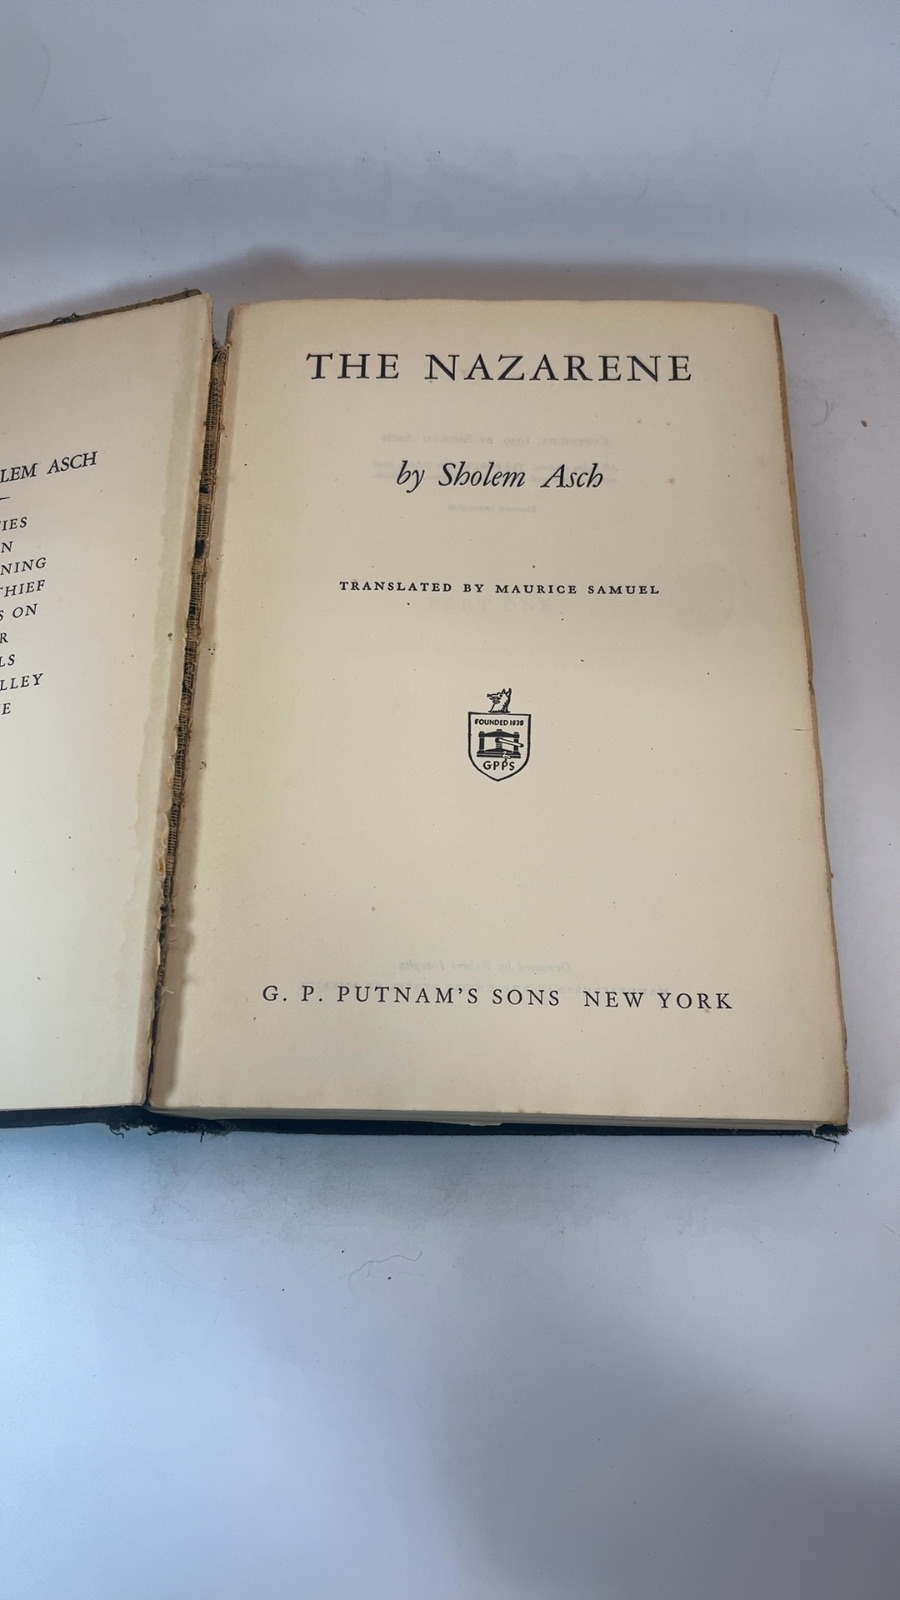 LEM ASCH
IES
N
NING
HIEF
S ON
R
LS
LLEY
E
THE NAZARENE
by Sholem Asch
TRANSLATED BY MAURICE SAMUEL
FOUNDED 1838
GPPS
G. P. PUTNAM'S SONS NEW YORK